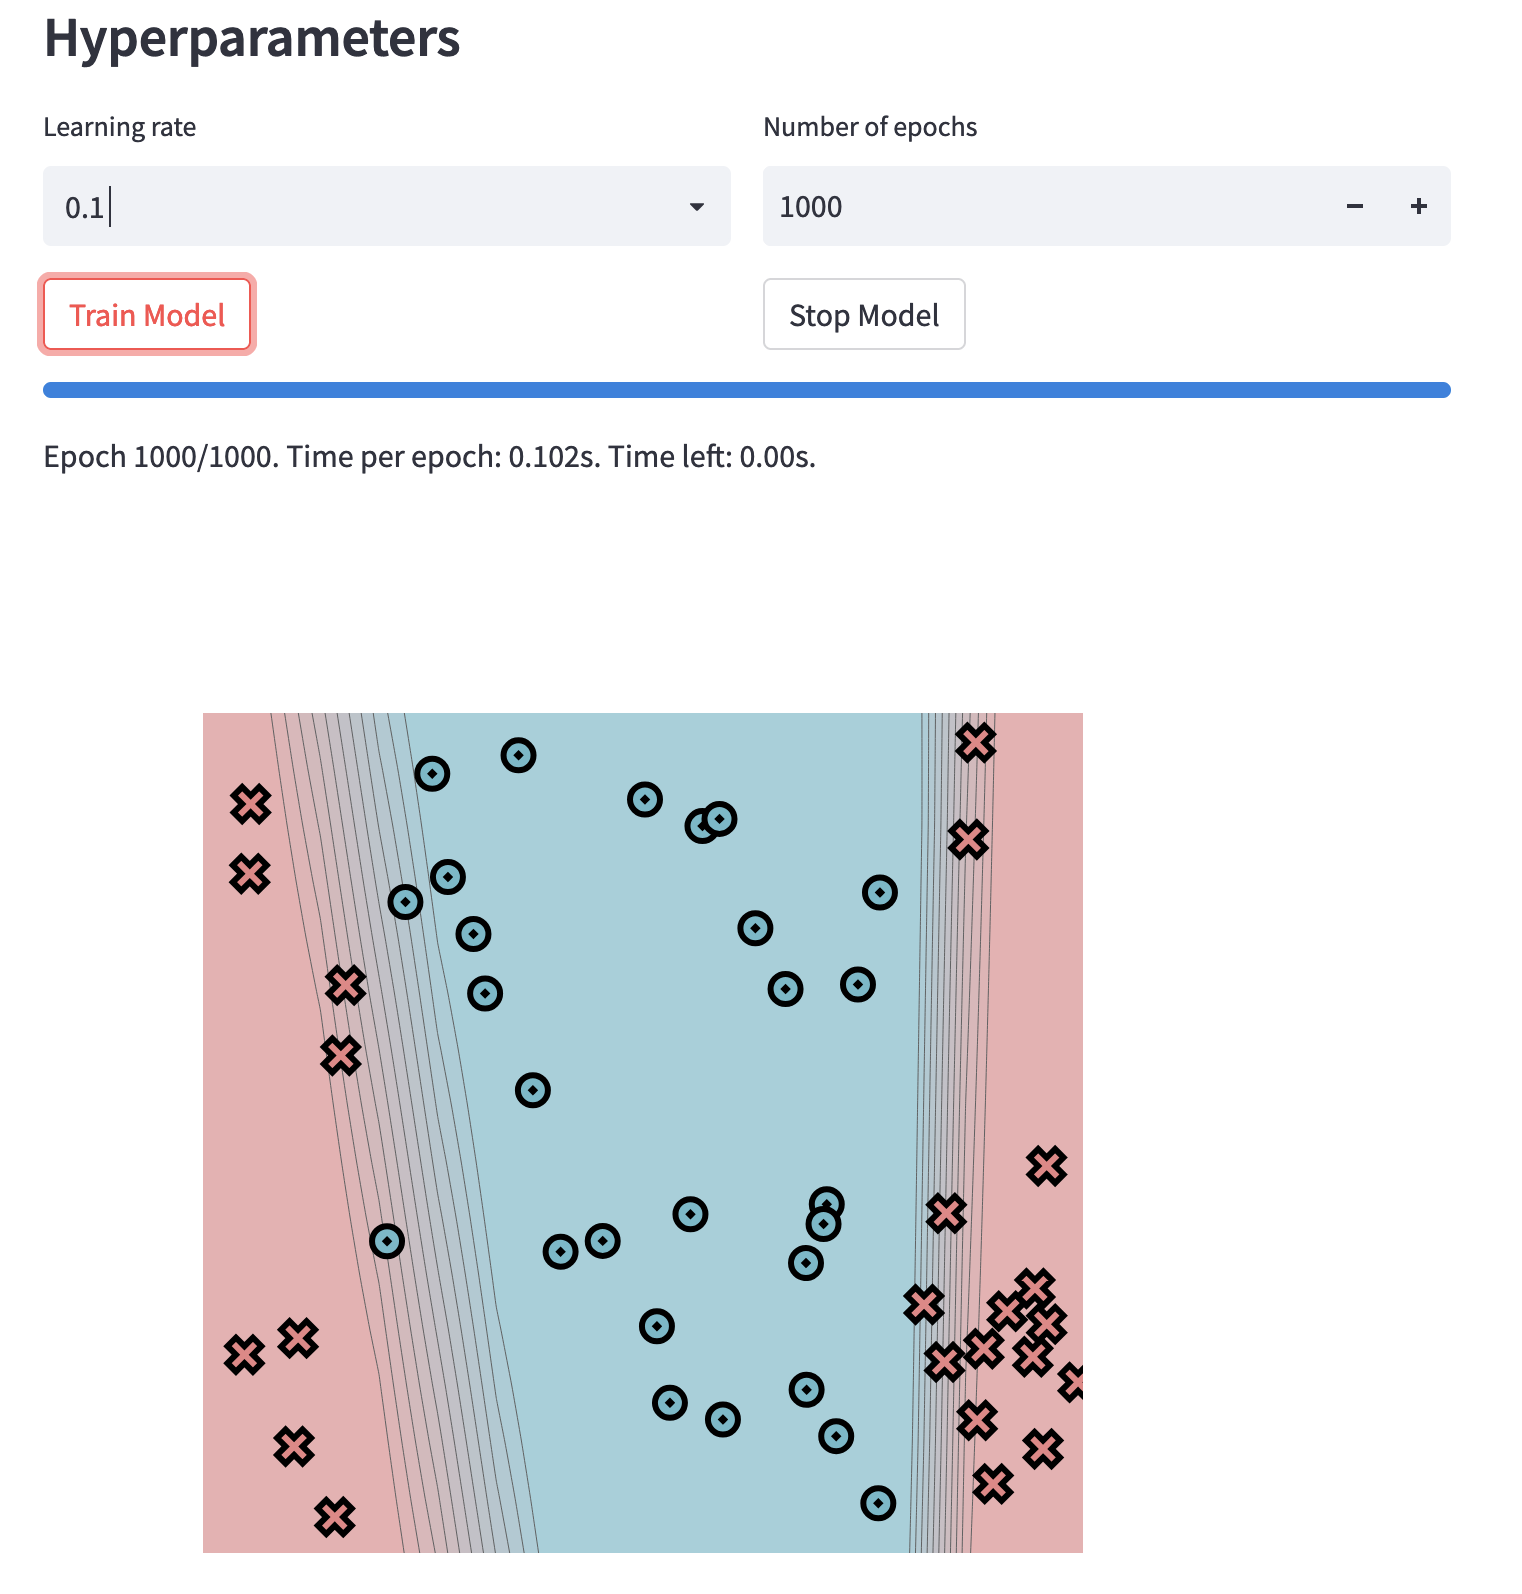 Hyperparameters
Learning rate
Number of epochs
0.1
1000
Train Model
Stop Model
Epoch 1000/1000. Time per epoch: 0.102s. Time left: 0.00s.